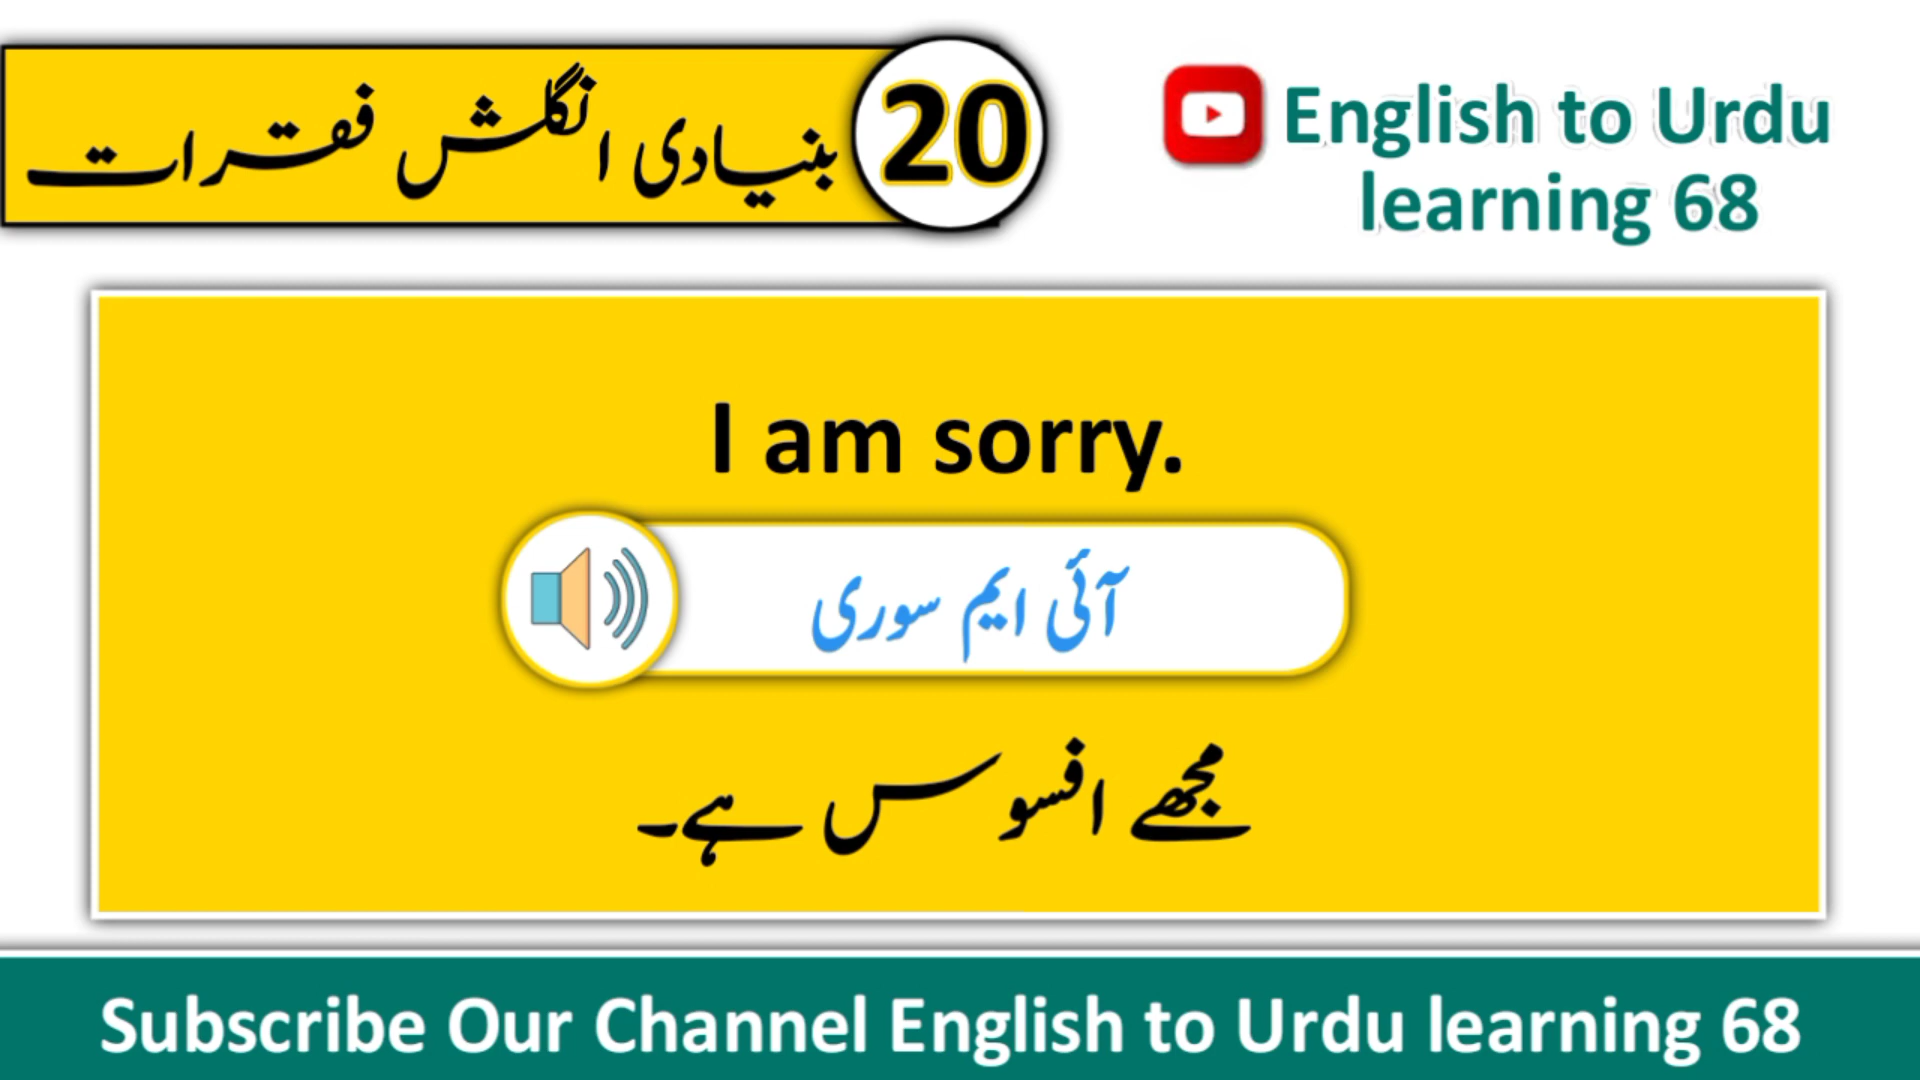 20 بنیادی انگلش فقرات
English to Urdu
learning 68
I am sorry.
آئی ایم سوری
مجھے افسوس ہے۔
Subscribe Our Channel English to Urdu learning 68